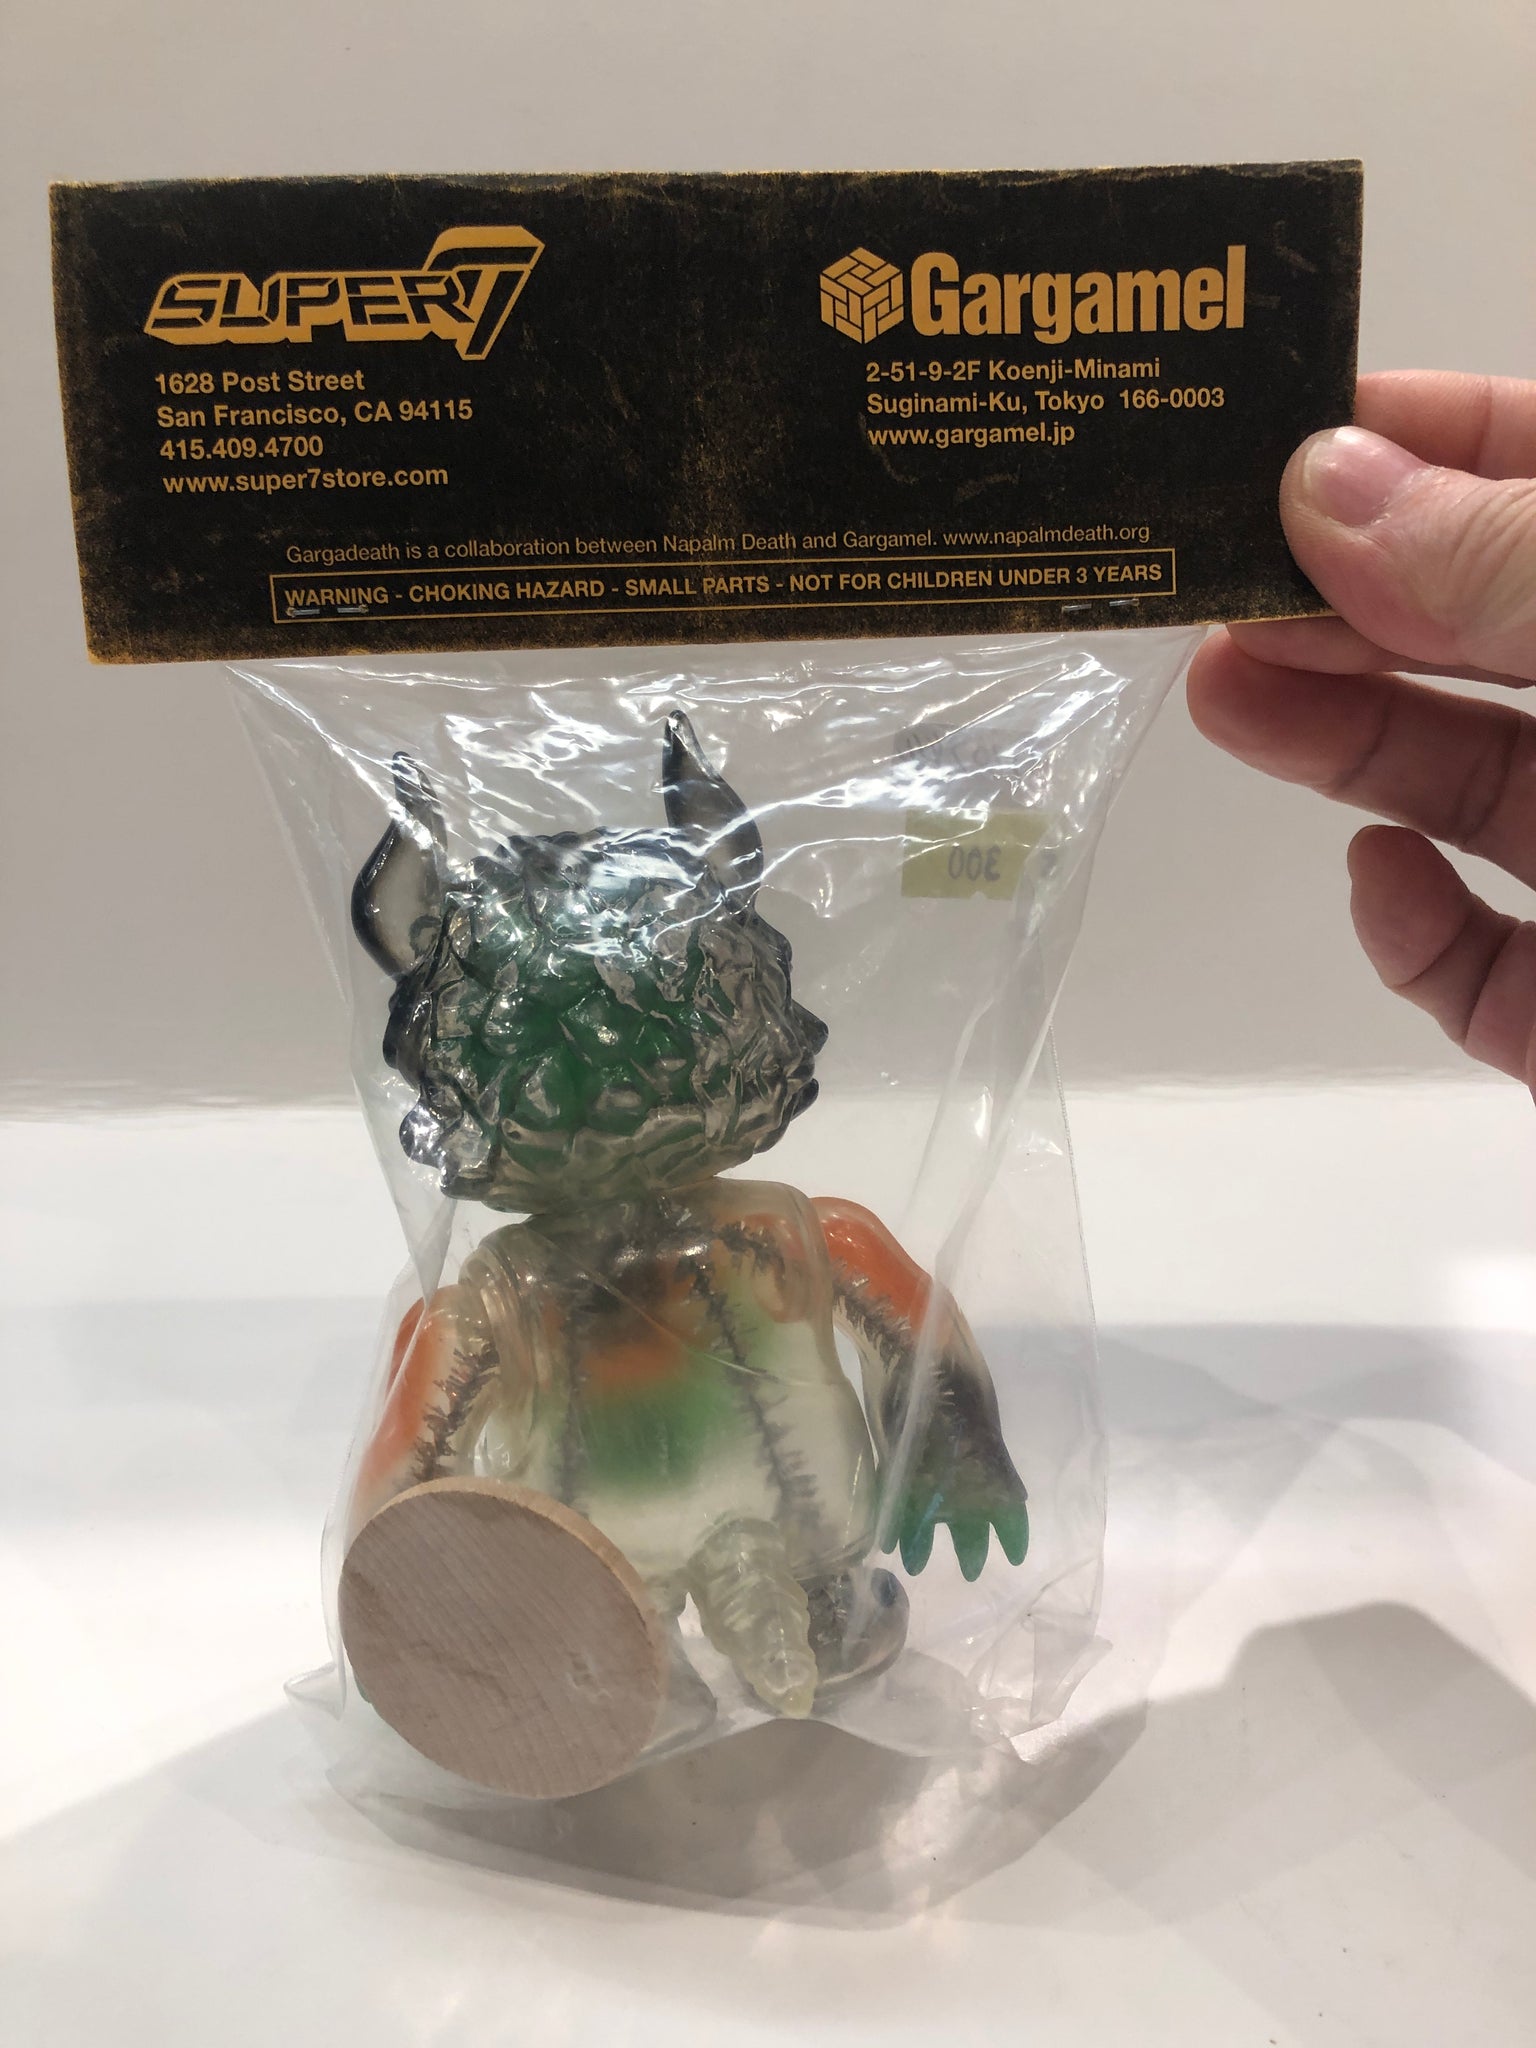 SUPER7
1628 Post Street
San Francisco, CA 94115
415.409.4700
www.super7store.com
Gargamel
2-51-9-2F Koenji-Minami
Suginami-Ku, Tokyo 166-0003
www.gargamel.jp
Gargadeath is a collaboration between Napalm Death and Gargamel. www.napalmdeath.org
WARNING - CHOKING HAZARD - SMALL PARTS - NOT FOR CHILDREN UNDER 3 YEARS
300